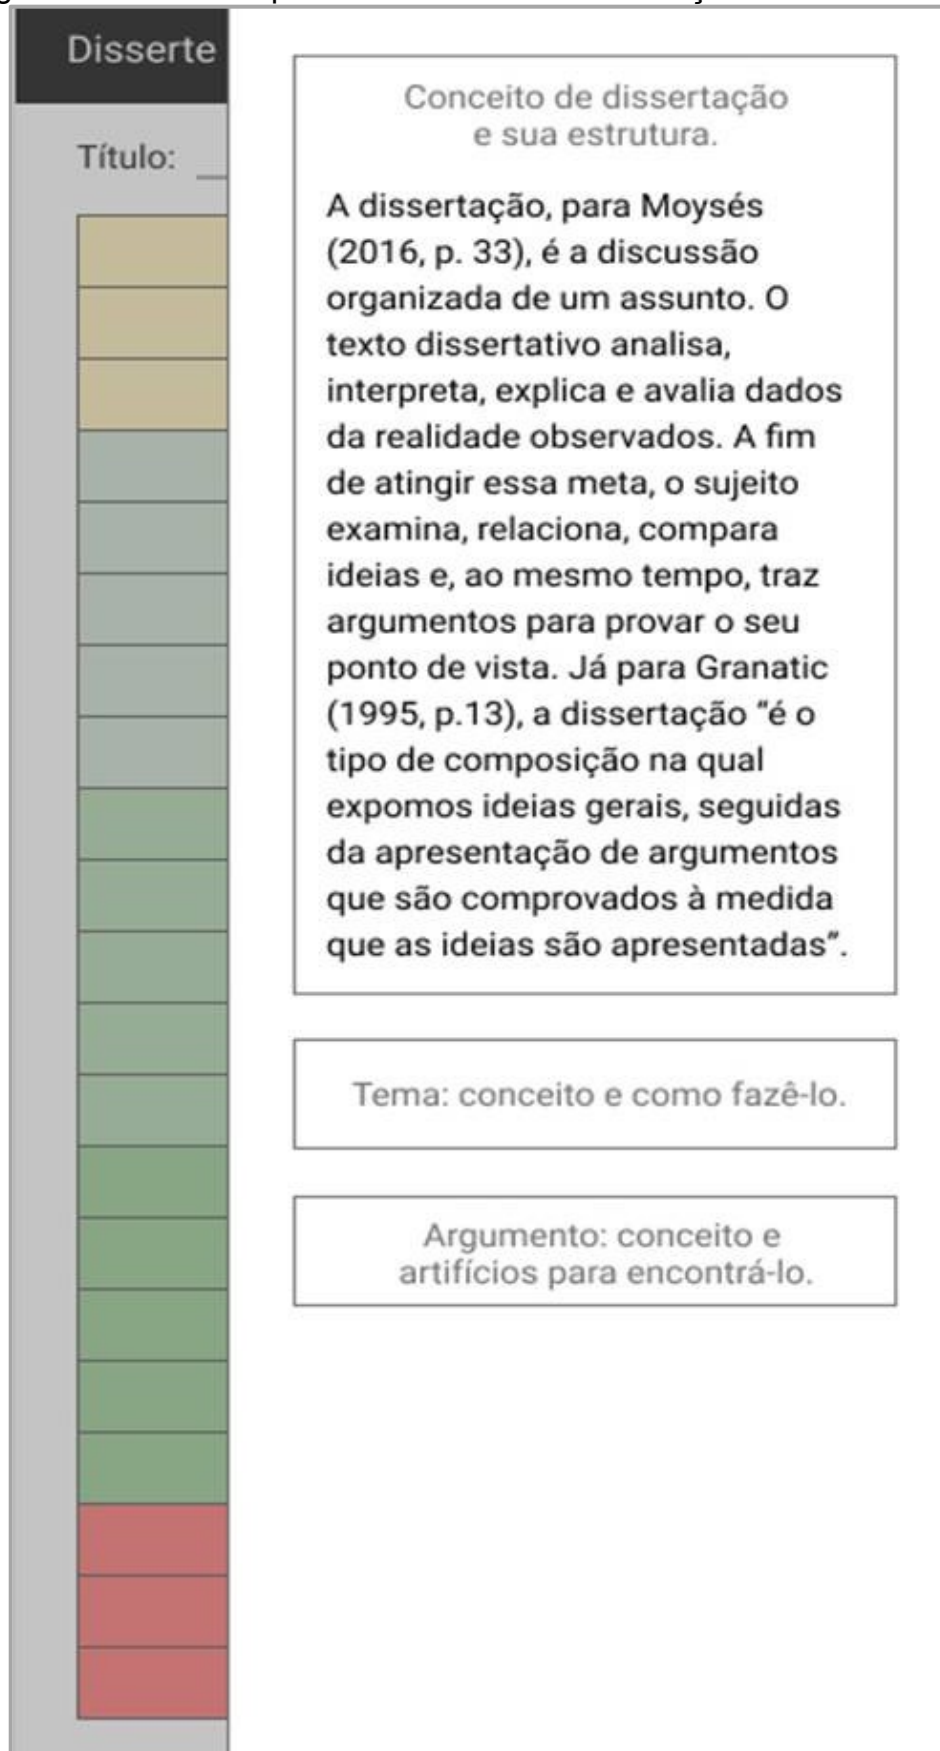 Disserte
Título:
Conceito de dissertação
e sua estrutura.
A dissertação, para Moysés
(2016, p. 33), é a discussão
organizada de um assunto. O
texto dissertativo analisa,
interpreta, explica e avalia dados
da realidade observados. A fim
de atingir essa meta, o sujeito
examina, relaciona, compara
ideias e, ao mesmo tempo, traz
argumentos para provar o seu
ponto de vista. Já para Granatic
(1995, p.13), a dissertação “é o
tipo de composição na qual
expomos ideias gerais, seguidas
da apresentação de argumentos
que são comprovados à medida
que as ideias são apresentadas”.
Tema: conceito e como fazê-lo.
Argumento: conceito e
artifícios para encontrá-lo.